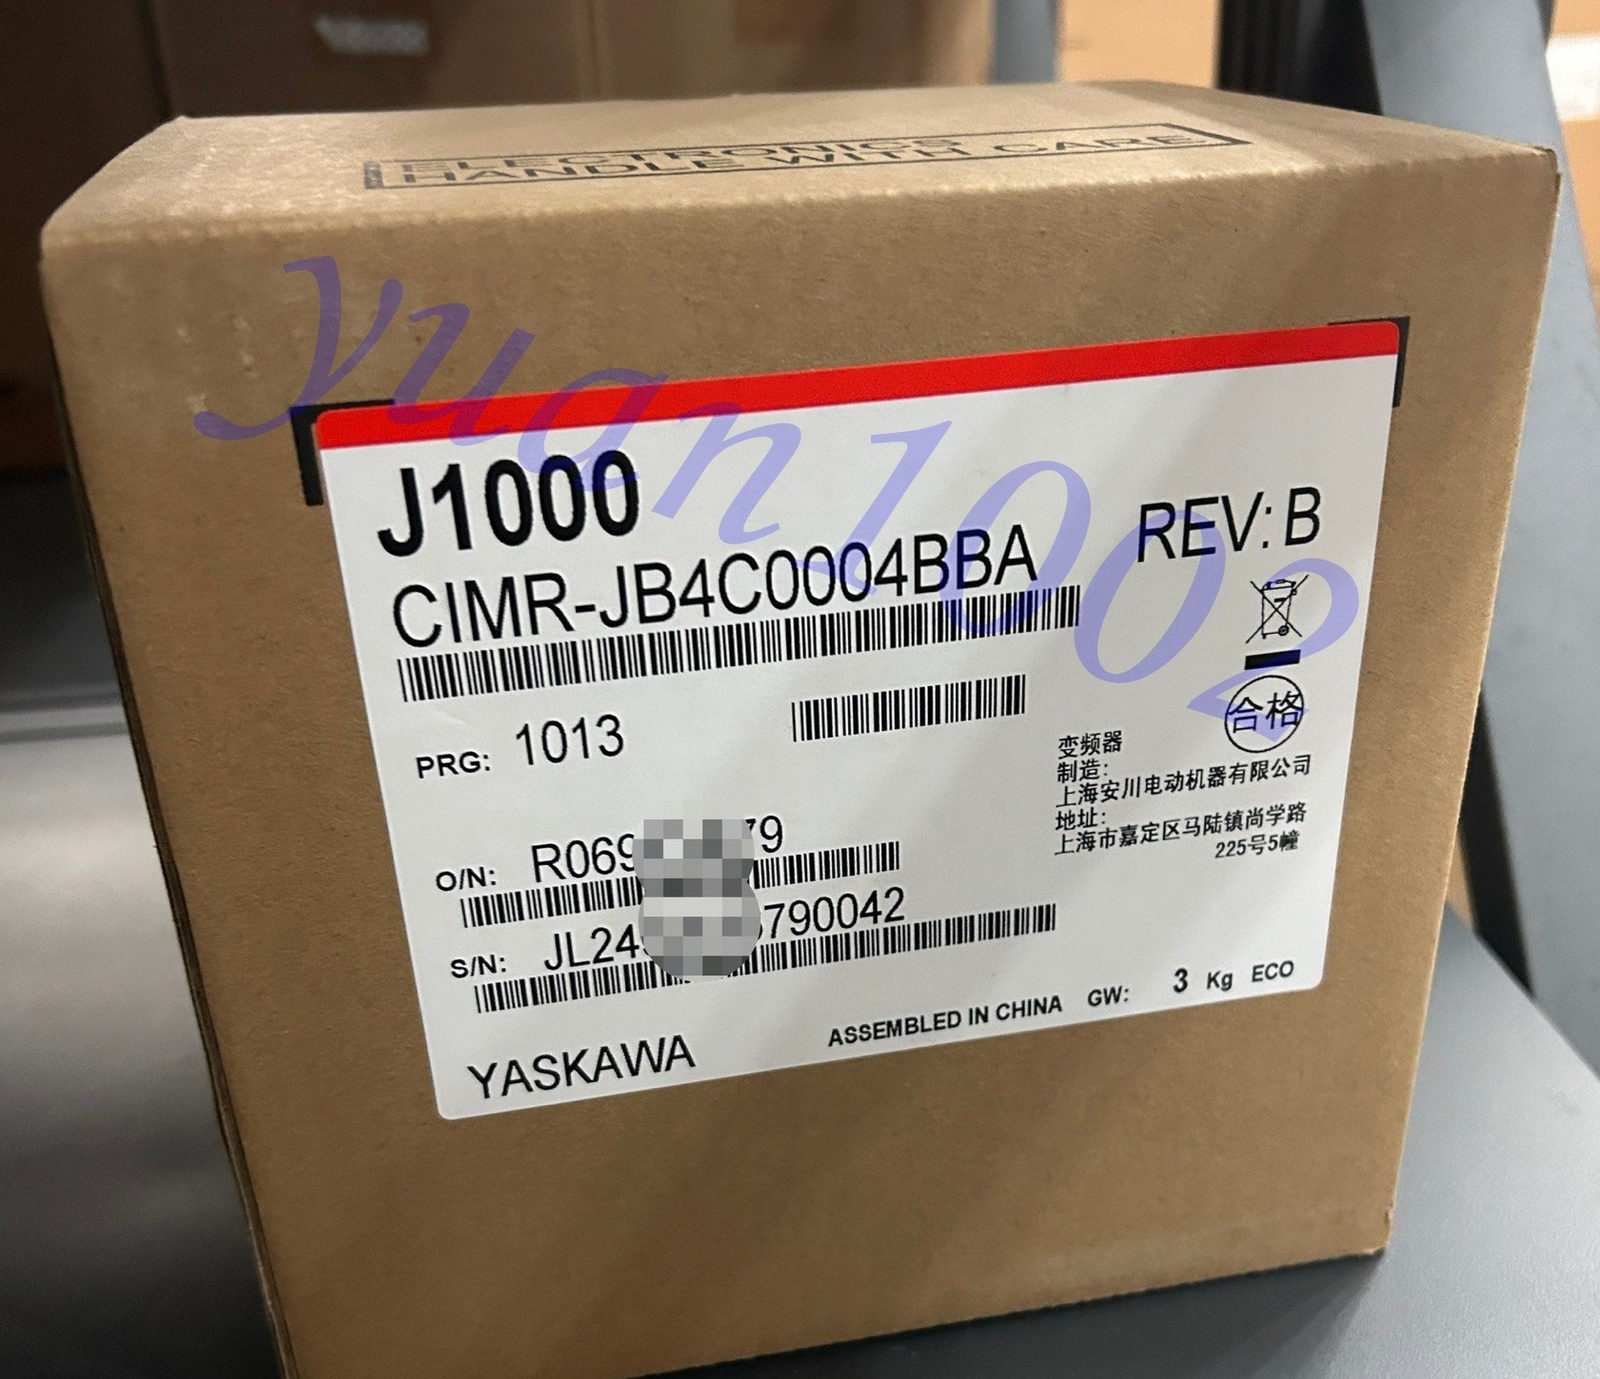 ELECTRONICS
HANDLE WITH CARE
yuan1002
J1000
CIMR-JB4C0004BBA
REV: B
PRG: 1013
合格
变频器
制造:
上海安川电动机器有限公司
地址:
上海市嘉定区马陆镇尚学路
225号5幢
O/N: R069 79
S/N: JL24 790042
YASKAWA
ASSEMBLED IN CHINA GW: 3 Kg ECO